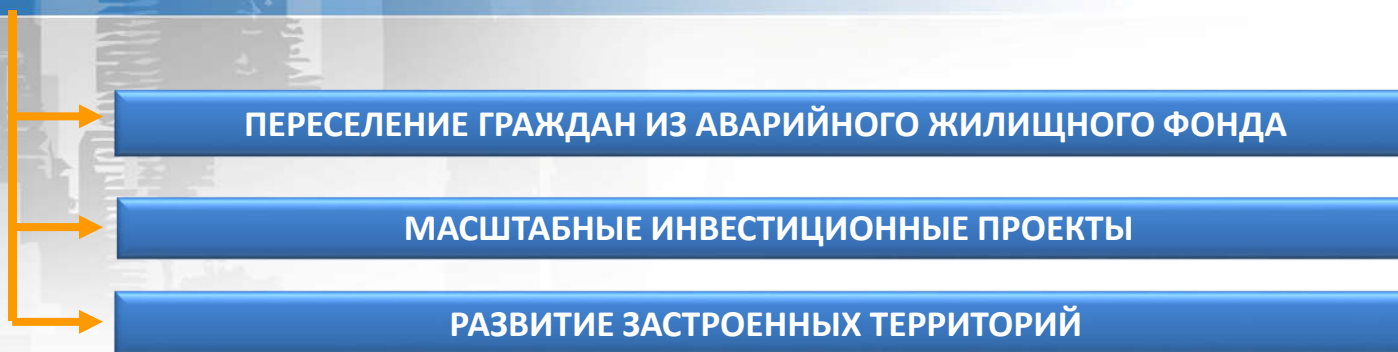 ПЕРЕСЕЛЕНИЕ ГРАЖДАН ИЗ АВАРИЙНОГО ЖИЛИЩНОГО ФОНДА
МАСШТАБНЫЕ ИНВЕСТИЦИОННЫЕ ПРОЕКТЫ
РАЗВИТИЕ ЗАСТРОЕННЫХ ТЕРРИТОРИЙ